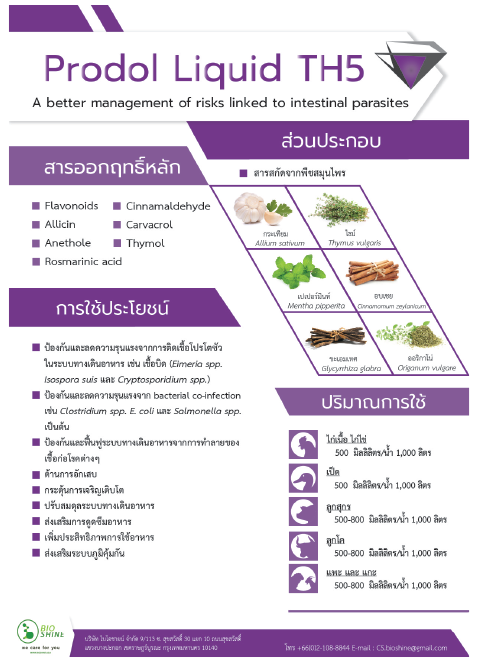 Prodol Liquid TH5
A better management of risks linked to intestinal parasites
ส่วนประกอบ
สารสกัดจากพืชสมุนไพร
กระเทียม
Allium sativum
ไธม์
Thymus vulgaris
เปปเปอร์มินท์
Mentha pipperita
อบเชย
Cinnamomum zeylanicum
ชะเอมเทศ
Glycyrrhiza glabra
ออริกาโน่
Origanum vulgare
สารออกฤทธิ์หลัก
Flavonoids
Cinnamaldehyde
Allicin
Carvacrol
Anethole
Thymol
Rosmarinic acid
การใช้ประโยชน์
ป้องกันและลดความรุนแรงจากการติดเชื้อโปรโตซัว
ในระบบทางเดินอาหาร เช่น เชื้อบิด (Eimeria spp.
Isospora suis และ Cryptosporidium spp.)
ป้องกันและลดความรุนแรงจาก bacterial co-infection
เช่น Clostridium spp. E. coli และ Salmonella spp.
เป็นต้น
ป้องกันและฟื้นฟูระบบทางเดินอาหารจากการทำลายของ
เชื้อก่อโรคต่างๆ
ต้านการอักเสบ
กระตุ้นการเจริญเติบโต
ปรับสมดุลระบบทางเดินอาหาร
ส่งเสริมการดูดซึมอาหาร
เพิ่มประสิทธิภาพการใช้อาหาร
ส่งเสริมระบบภูมิคุ้มกัน
ปริมาณการใช้
ไก่เนื้อ ไก่ไข่
500 มิลลิลิตร/น้ำ 1,000 ลิตร
เป็ด
500 มิลลิลิตร/น้ำ 1,000 ลิตร
ลูกสุกร
500-800 มิลลิลิตร/น้ำ 1,000 ลิตร
ลูกโค
500-800 มิลลิลิตร/น้ำ 1,000 ลิตร
แพะ และ แกะ
500-800 มิลลิลิตร/น้ำ 1,000 ลิตร
BIO
SHINE
we care for you
บริษัท ไบโอชายน์ จำกัด 9/113 ซ. สุขสวัสดิ์ 30 แยก 10 ถนนสุขสวัสดิ์
แขวงบางปะกอก เขตราษฎร์บูรณะ กรุงเทพมหานคร 10140
โทร +66(0)2-108-8844 E-mail : CS.bioshine@gmail.com